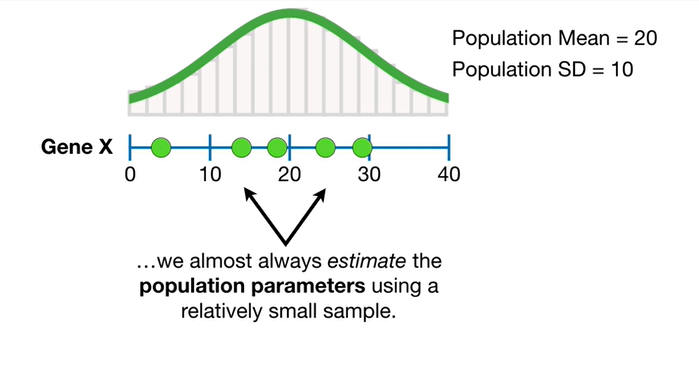 Population Mean = 20
Population SD = 10
Gene X
0 10 20 30 40
...we almost always estimate the
population parameters using a
relatively small sample.